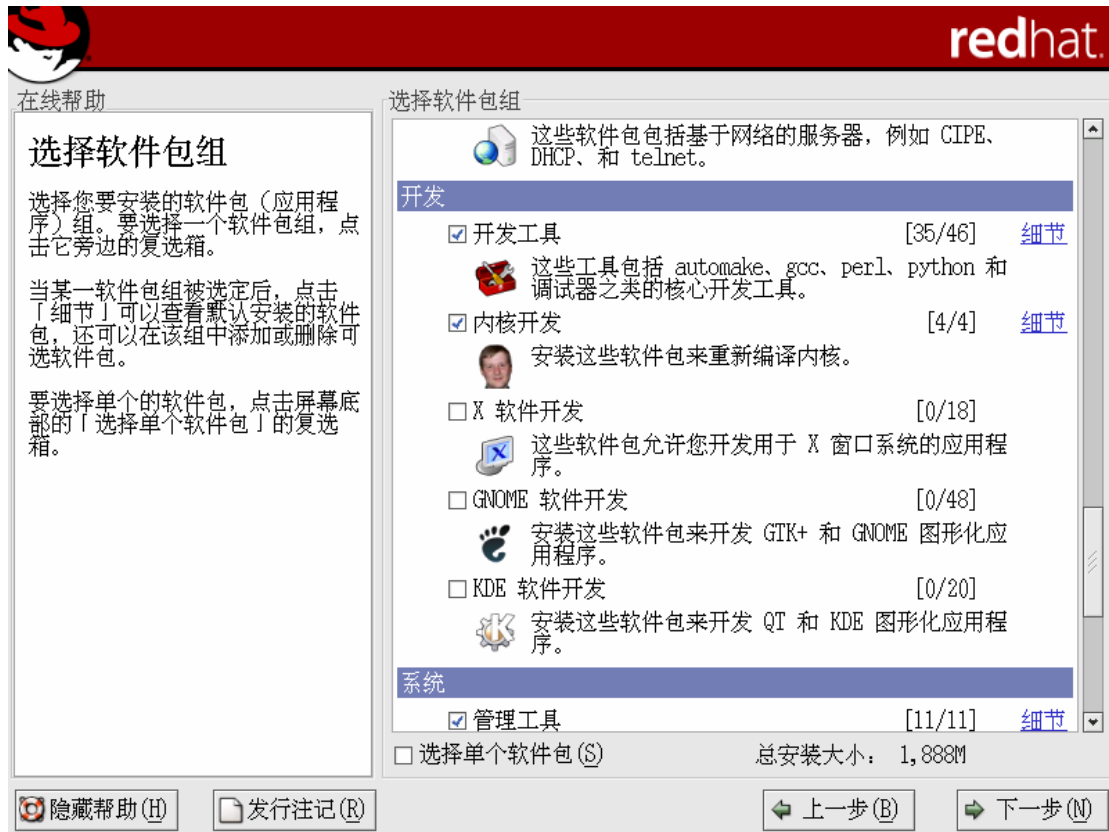 redhat.
在线帮助
选择软件包组
选择您要安装的软件包（应用程
序）组。要选择一个软件包组，点
击它旁边的复选箱。
当某一软件包组被选定后，点击
「细节」可以查看默认安装的软件
包，还可以在该组中添加或删除可
选软件包。
要选择单个的软件包，点击屏幕底
部的「选择单个软件包」的复选
箱。
选择软件包组
这些软件包包括基于网络的服务器，例如 CIPE、
DHCP、和 telnet。
开发
开发工具 [35/46] 细节
这些工具包括 automake、gcc、perl、python 和
调试器之类的核心开发工具。
内核开发 [4/4] 细节
安装这些软件包来重新编译内核。
X 软件开发 [0/18]
这些软件包允许您开发用于 X 窗口系统的应用程
序。
GNOME 软件开发 [0/48]
安装这些软件包来开发 GTK+ 和 GNOME 图形化应
用程序。
KDE 软件开发 [0/20]
安装这些软件包来开发 QT 和 KDE 图形化应用程
序。
系统
管理工具 [11/11] 细节
选择单个软件包(S) 总安装大小： 1,888M
隐藏帮助(H) 发行注记(R) 上一步(B) 下一步(N)